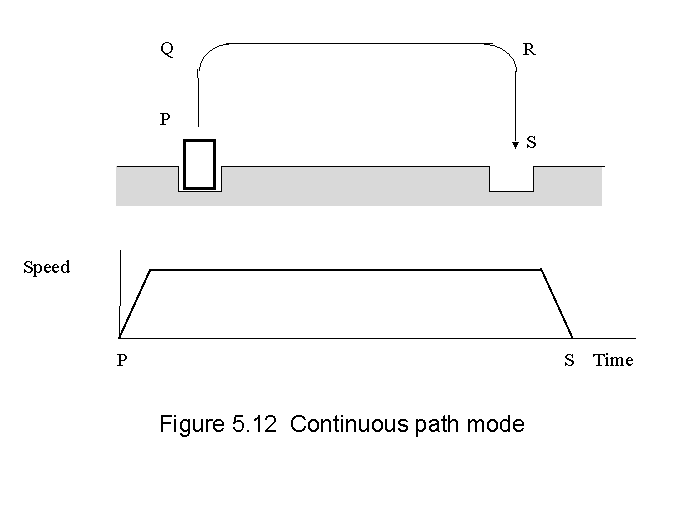 Q R
P
S
Speed
P S Time
Figure 5.12 Continuous path mode